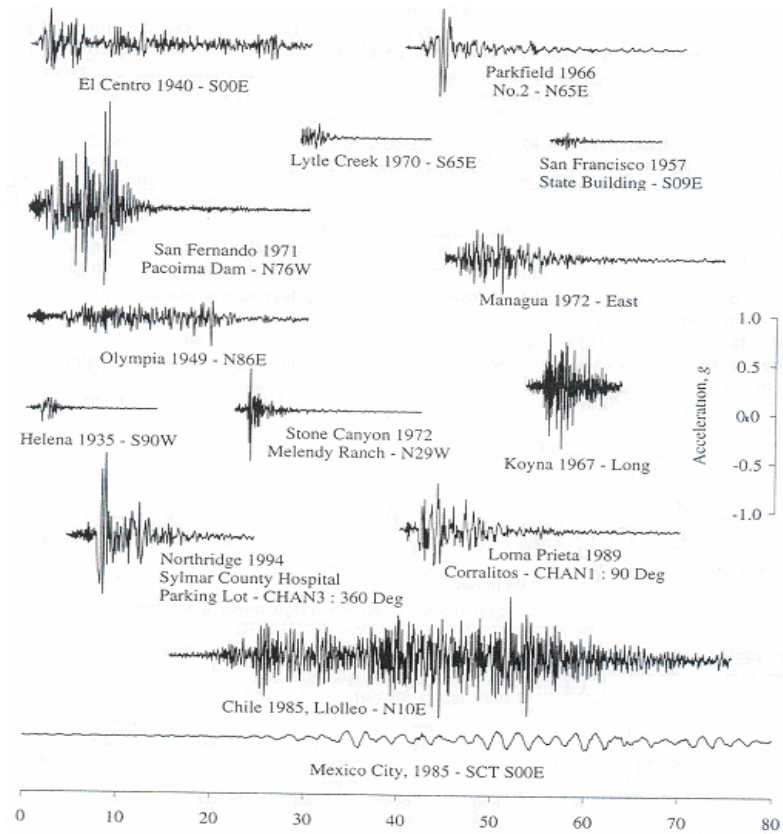 El Centro 1940 - S00E
Parkfield 1966
No.2 - N65E
Lytle Creek 1970 - S65E
San Francisco 1957
State Building - S09E
San Fernando 1971
Pacoima Dam - N76W
Managua 1972 - East
Olympia 1949 - N86E
1.0
0.5
0.0
-0.5
-1.0
Acceleration, g
Helena 1935 - S90W
Stone Canyon 1972
Melendy Ranch - N29W
Koyna 1967 - Long
Northridge 1994
Sylmar County Hospital
Parking Lot - CHAN3 : 360 Deg
Loma Prieta 1989
Corralitos - CHAN1 : 90 Deg
Chile 1985, Llolleo - N10E
Mexico City, 1985 - SCT S00E
0 10 20 30 40 50 60 70 80